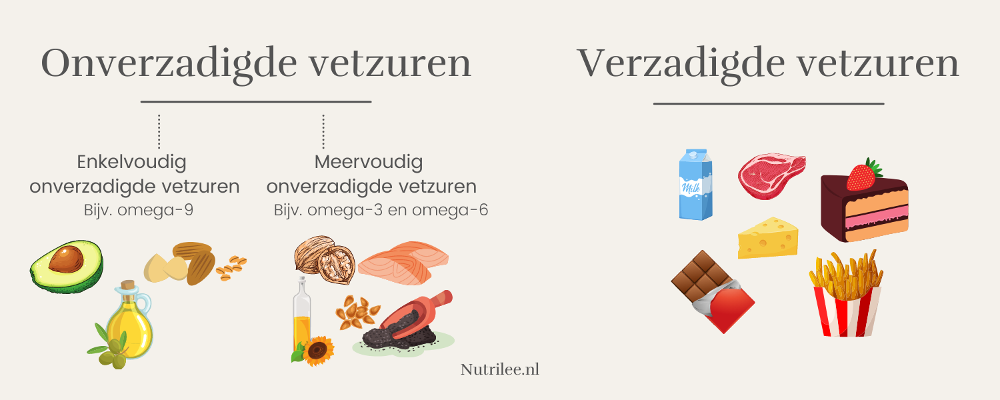 Onverzadigde vetzuren
Enkelvoudig
onverzadigde vetzuren
Bijv. omega-9
Meervoudig
onverzadigde vetzuren
Bijv. omega-3 en omega-6
Verzadigde vetzuren
Milk
Nutrilee.nl